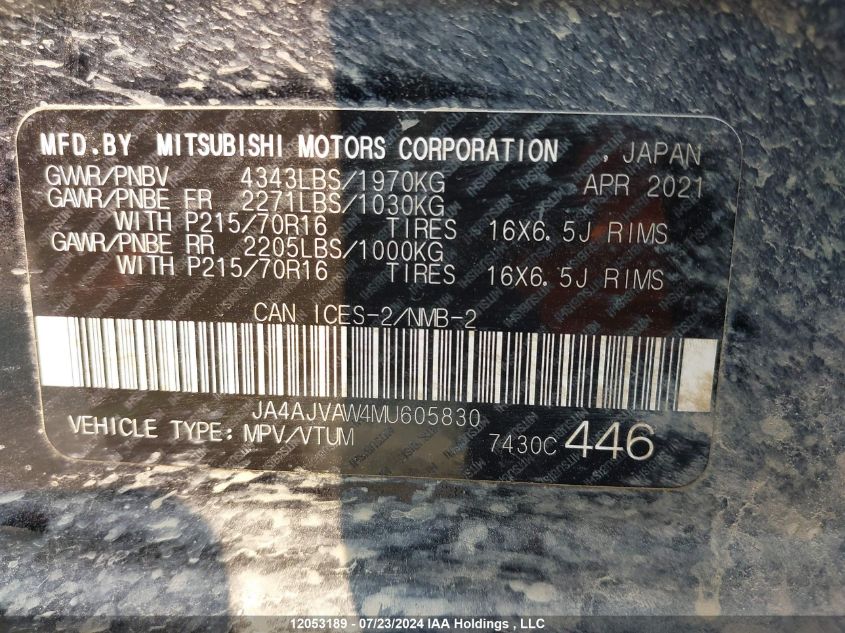 MFD.BY MITSUBISHI MOTORS CORPORATION , JAPAN
GVWR/PNBV 4343LBS/1970KG APR 2021
GAWR/PNBE FR 2271LBS/1030KG
WITH P215/70R16 TIRES 16X6.5J RIMS
GAWR/PNBE RR 2205LBS/1000KG
WITH P215/70R16 TIRES 16X6.5J RIMS
CAN ICES-2/NMB-2
JA4AJVAW4MU605830
VEHICLE TYPE: MPV/VTUM 7430C 446
12053189 - 07/23/2024 IAA Holdings , LLC